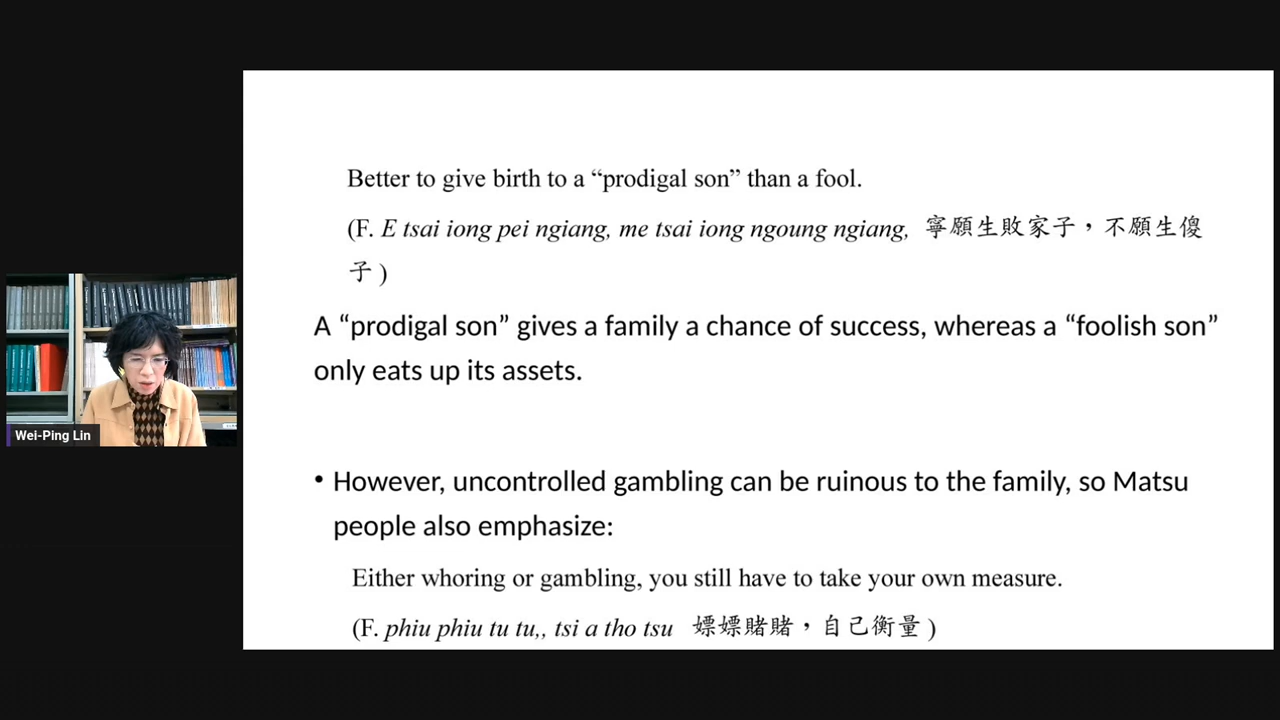 Better to give birth to a “prodigal son” than a fool.
(F. E tsai iong pei ngiang, me tsai iong ngoung ngiang, 寧願生敗家子，不願生傻
子 )
A “prodigal son” gives a family a chance of success, whereas a “foolish son”
only eats up its assets.
• However, uncontrolled gambling can be ruinous to the family, so Matsu
people also emphasize:
Either whoring or gambling, you still have to take your own measure.
(F. phiu phiu tu tu,, tsi a tho tsu 嫖嫖賭賭，自己衡量 )
Wei-Ping Lin